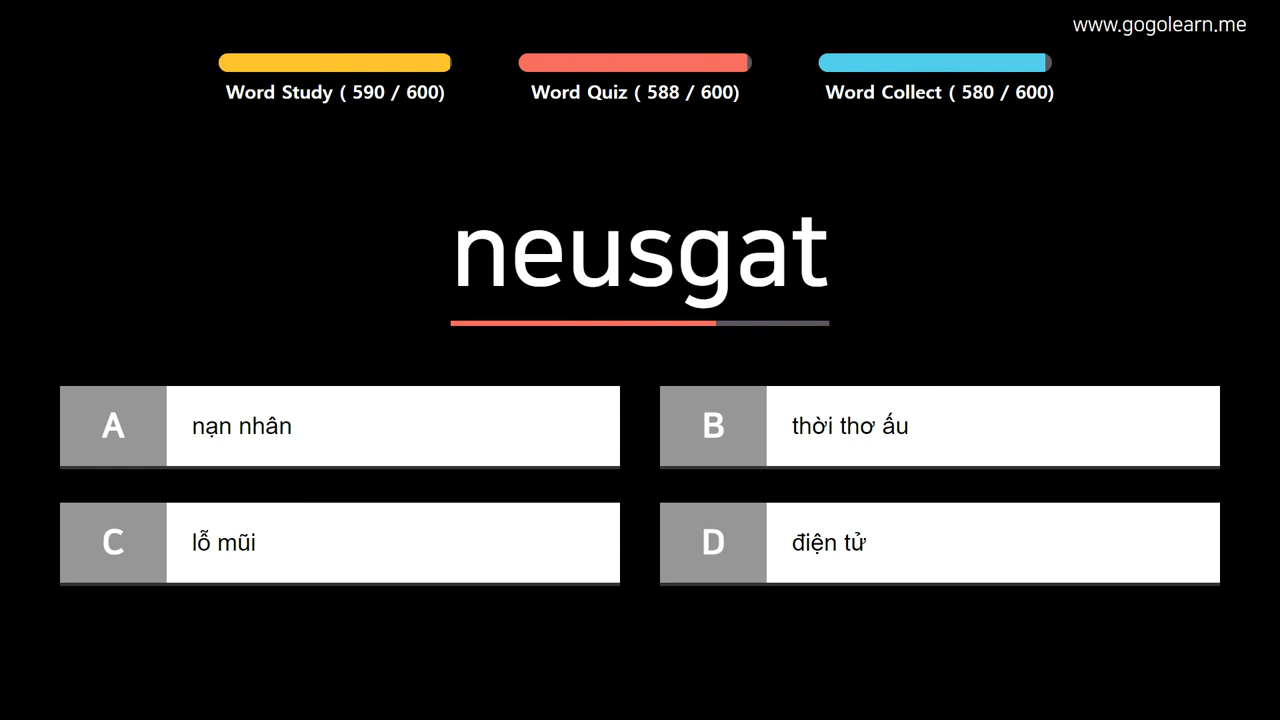 www.gogolearn.me
Word Study ( 590 / 600)
Word Quiz ( 588 / 600)
Word Collect ( 580 / 600)
neusgat
A nạn nhân
B thời thơ ấu
C lỗ mũi
D điện tử